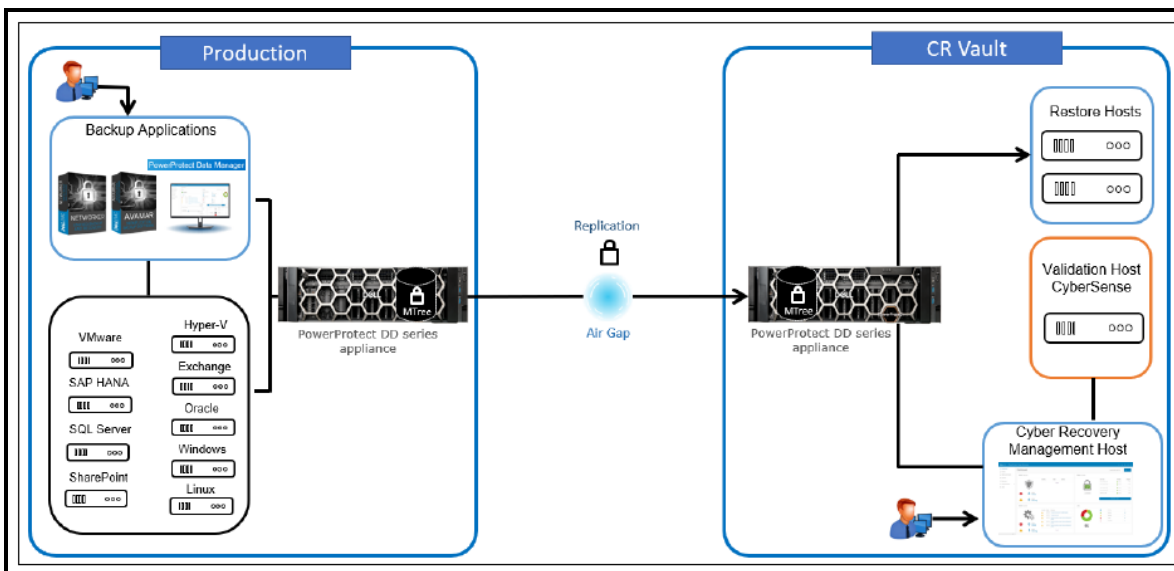 Production
Backup Applications
PowerProtect Data Manager
NETWORKER
AVAMAR
VMware
SAP HANA
SQL Server
SharePoint
Hyper-V
Exchange
Oracle
Windows
Linux
MTree
PowerProtect DD series
appliance
Replication
Air Gap
CR Vault
MTree
PowerProtect DD series
appliance
Restore Hosts
Validation Host
CyberSense
Cyber Recovery
Management Host